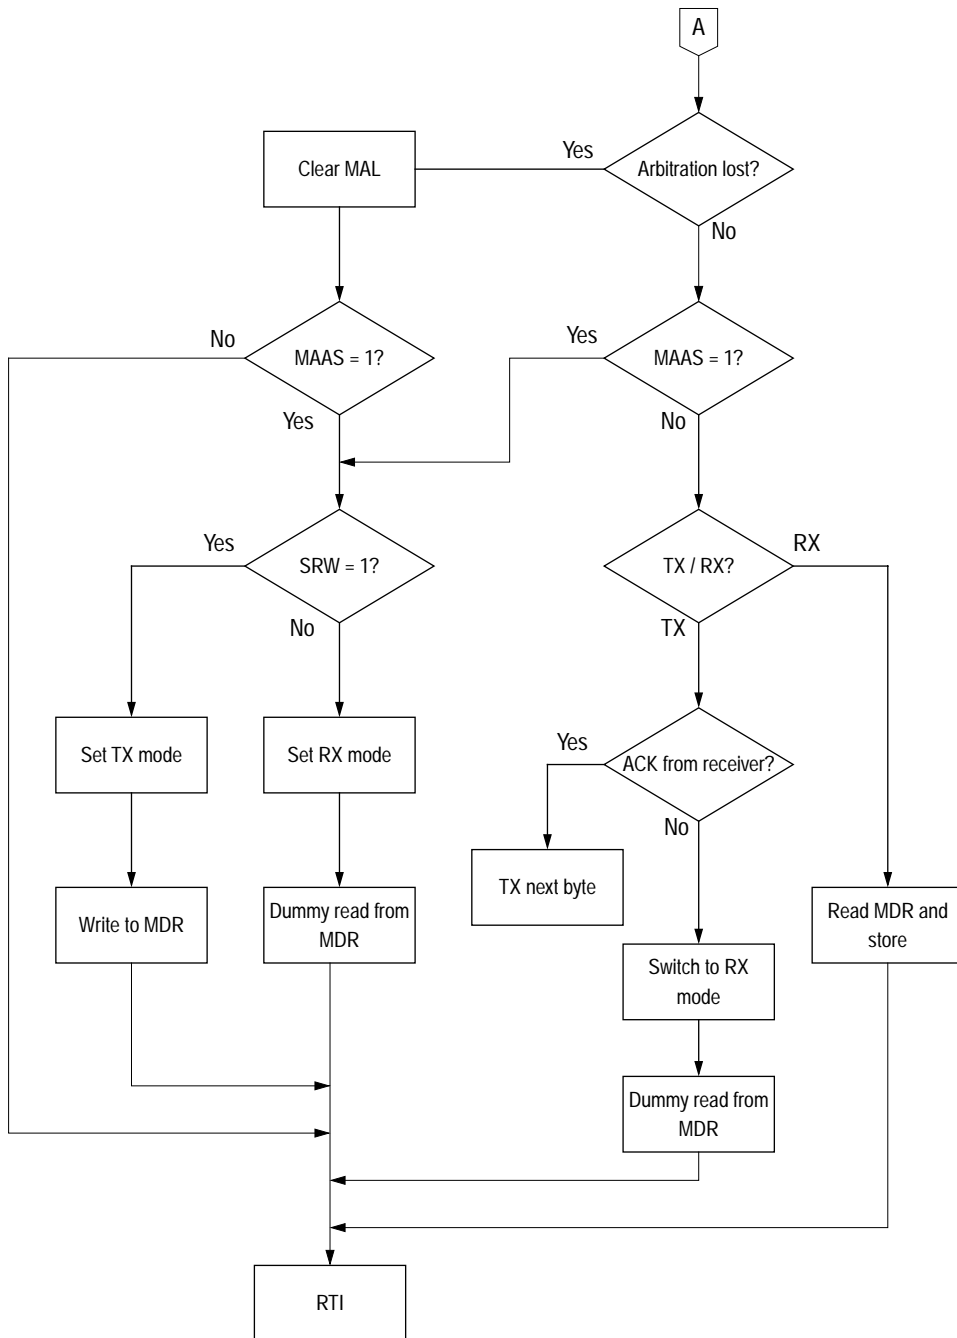 A
Yes
Clear MAL
Arbitration lost?
No
No
MAAS = 1?
Yes
MAAS = 1?
Yes
No
Yes
SRW = 1?
TX / RX?
RX
No
TX
Set TX mode
Set RX mode
Yes
ACK from receiver?
No
TX next byte
Write to MDR
Dummy read from
MDR
Read MDR and
store
Switch to RX
mode
Dummy read from
MDR
RTI